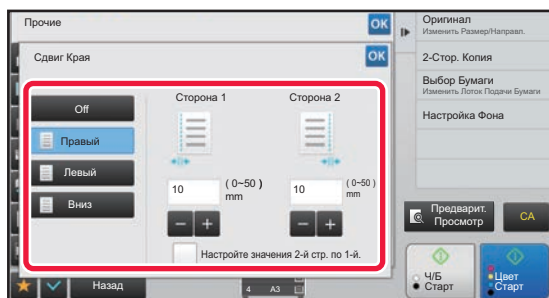 Прочие
OK
Сдвиг Края
OK
Off
Правый
Левый
Вниз
Сторона 1
Сторона 2
10
( 0~50 )
mm
10
( 0~50 )
mm
Настройте значения 2-й стр. по 1-й.
Назад
4 A3
Оригинал
Изменить Размер/Направл.
2-Стор. Копия
Выбор Бумаги
Изменить Лоток Подачи Бумаги
Настройка Фона
Предварит.
Просмотр
CA
Ч/Б
Старт
Цвет
Старт